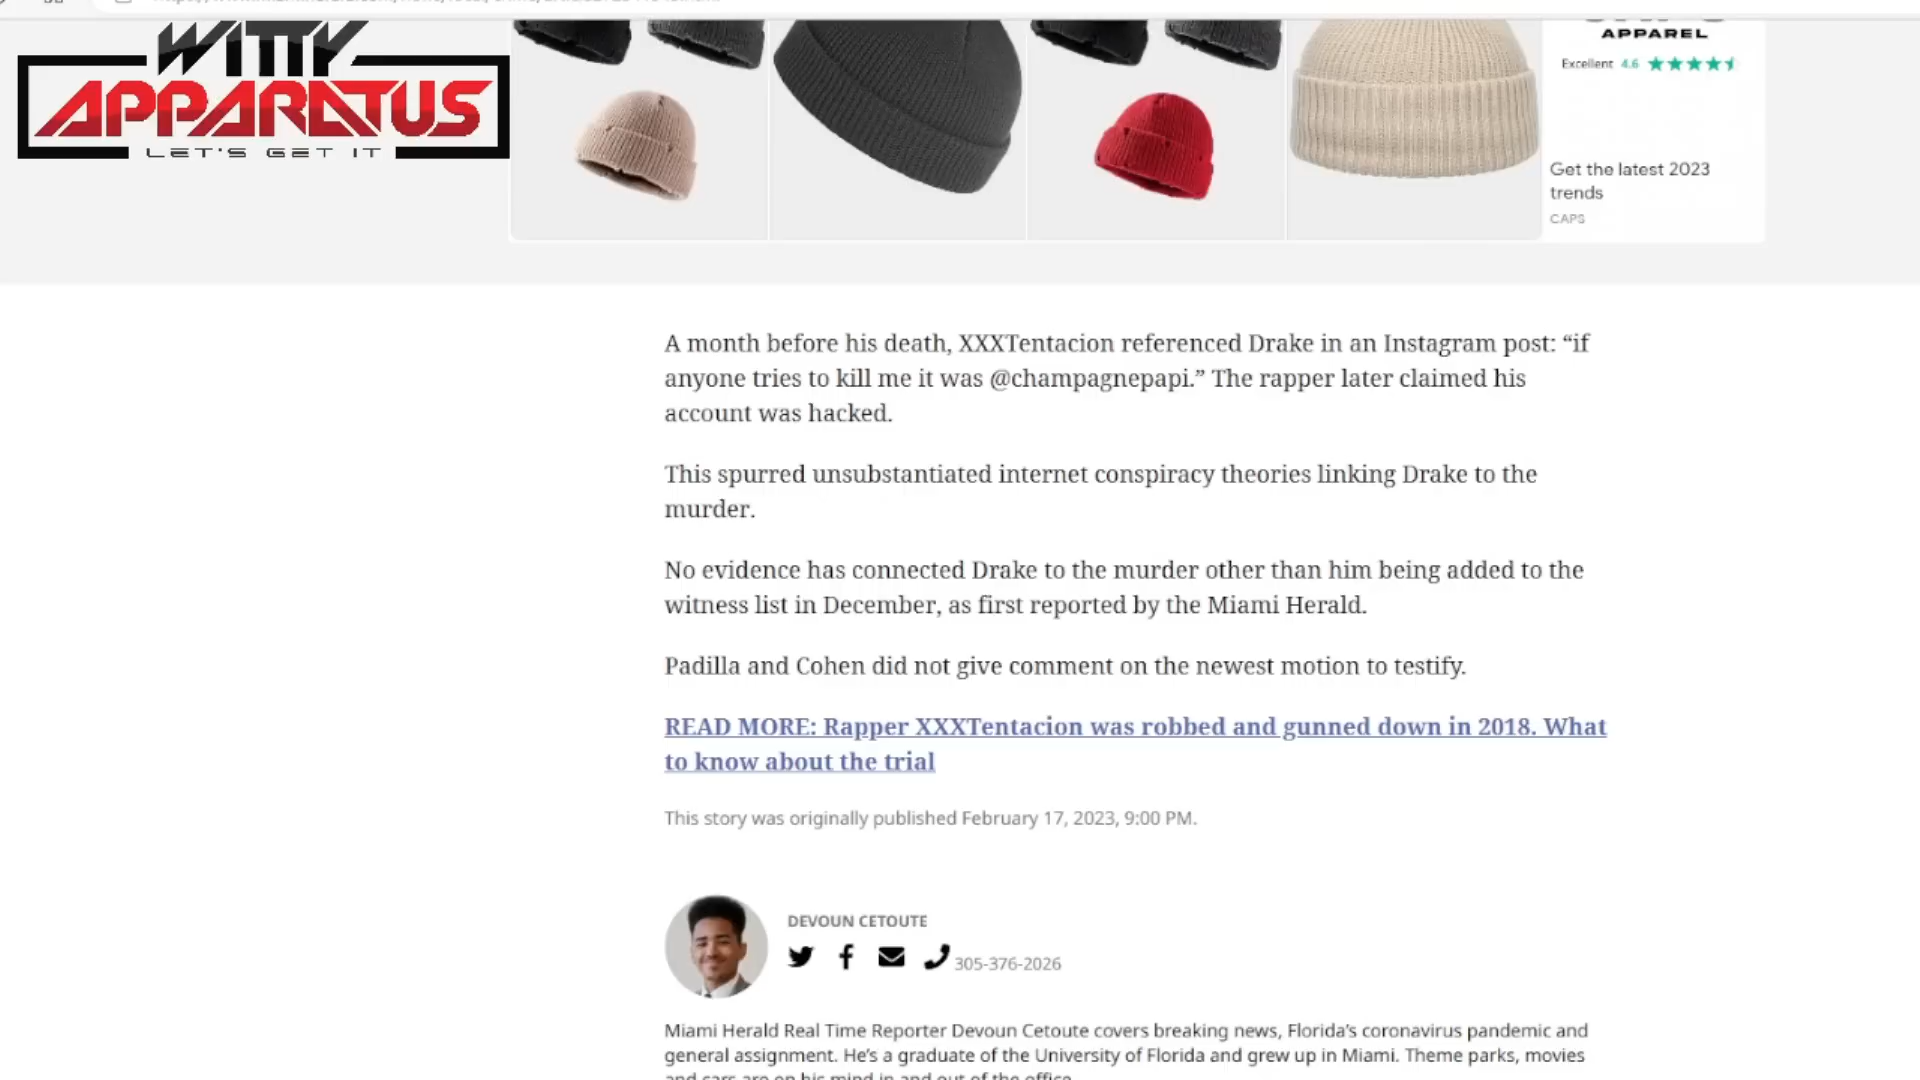 WITTY
APPARATUS
LET'S GET IT
APPAREL
Excellent 4.6
Get the latest 2023
trends
CAPS
A month before his death, XXXTentacion referenced Drake in an Instagram post: “if
anyone tries to kill me it was @champagnepapi.” The rapper later claimed his
account was hacked.
This spurred unsubstantiated internet conspiracy theories linking Drake to the
murder.
No evidence has connected Drake to the murder other than him being added to the
witness list in December, as first reported by the Miami Herald.
Padilla and Cohen did not give comment on the newest motion to testify.
READ MORE: Rapper XXXTentacion was robbed and gunned down in 2018. What
to know about the trial
This story was originally published February 17, 2023, 9:00 PM.
DEVOUN CETOUTE
305-376-2026
Miami Herald Real Time Reporter Devoun Cetoute covers breaking news, Florida’s coronavirus pandemic and
general assignment. He’s a graduate of the University of Florida and grew up in Miami. Theme parks, movies
and cars are on his mind in and out of the office.